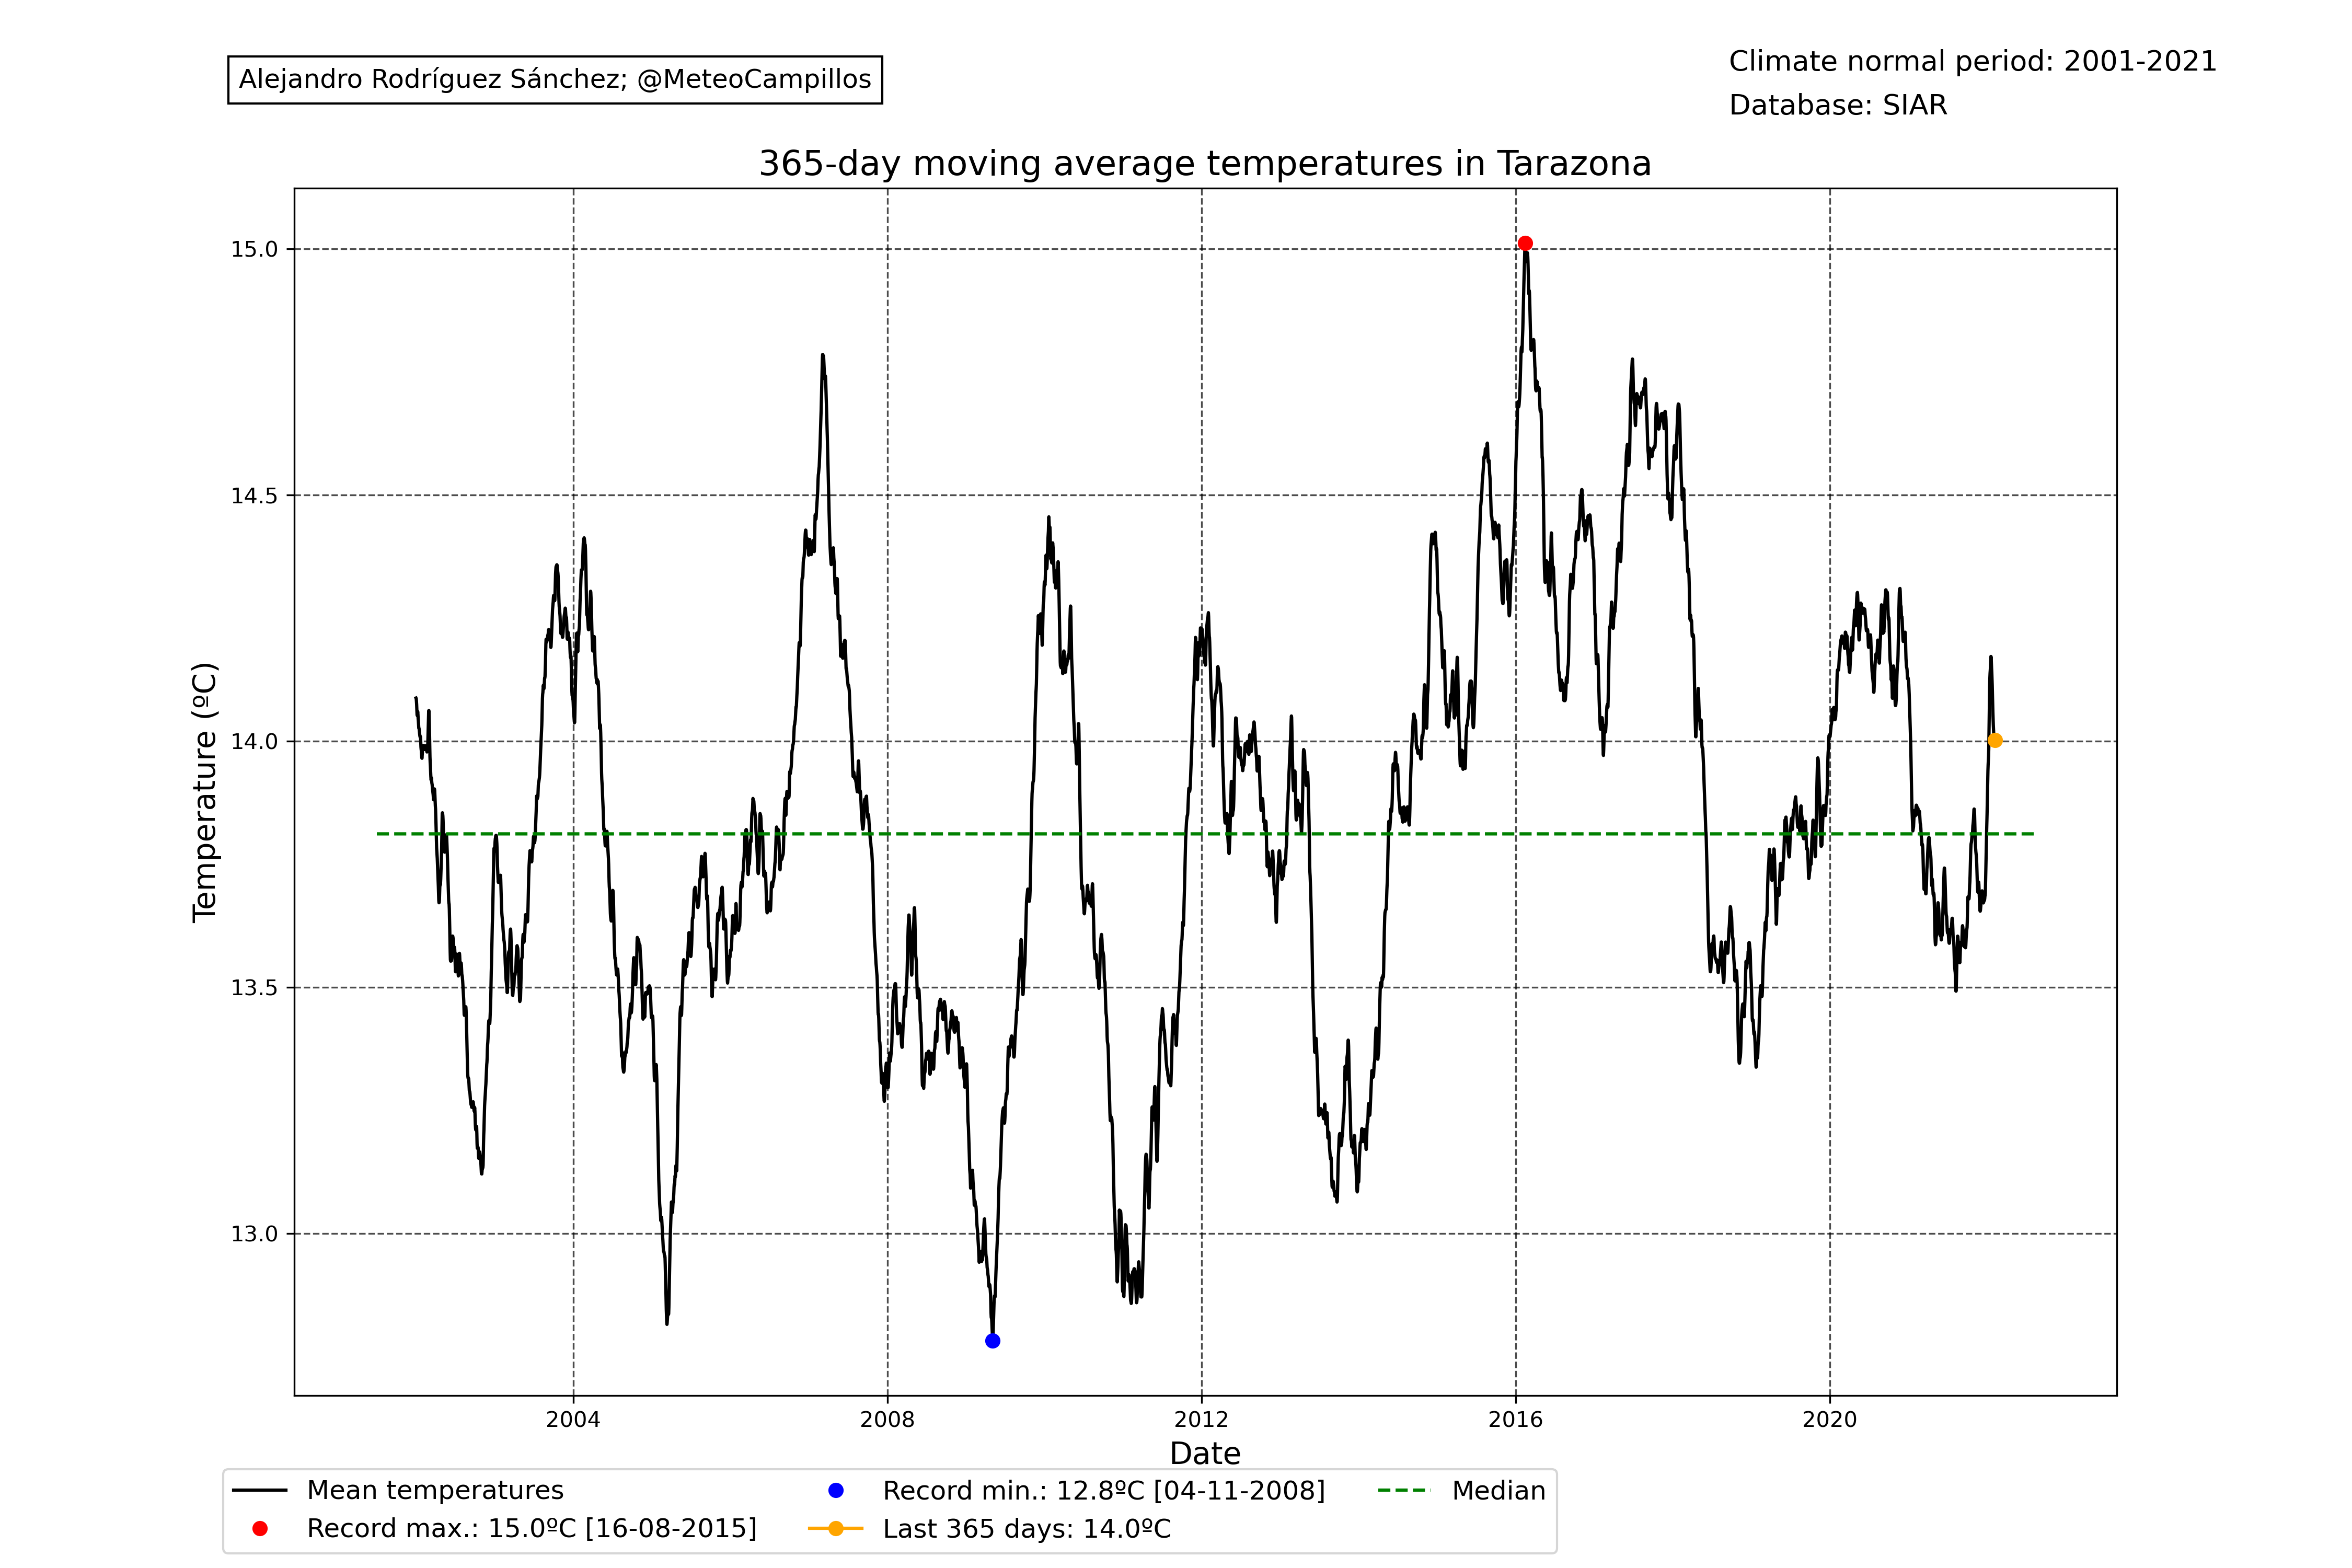 Alejandro Rodríguez Sánchez; @MeteoCampillos
Climate normal period: 2001-2021
Database: SIAR
365-day moving average temperatures in Tarazona
15.0
14.5
14.0
13.5
13.0
Temperature (ºC)
2004 2008 2012 2016 2020
Date
Mean temperatures
Record max.: 15.0ºC [16-08-2015]
Record min.: 12.8ºC [04-11-2008]
Last 365 days: 14.0ºC
Median